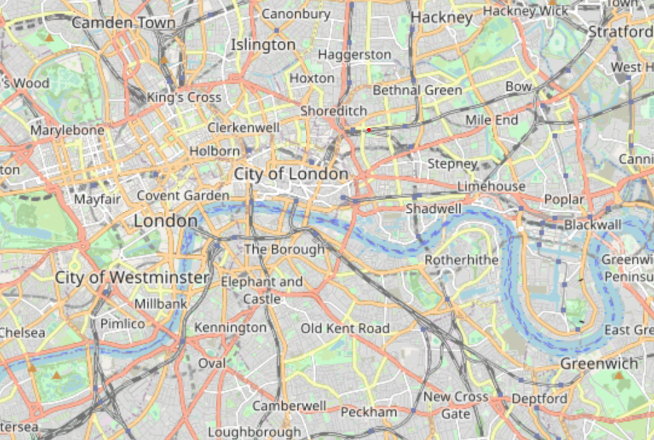 Camden Town
Canonbury
Hackney
Hackney Wick
Town
Stratford
Islington
Haggerston
West H
's Wood
Hoxton
Bethnal Green
Bow
King's Cross
Shoreditch
Marylebone
Clerkenwell
Mile End
Holborn
Stepney
Canni
ton
City of London
Limehouse
Mayfair
Covent Garden
Shadwell
Poplar
London
Blackwall
The Borough
Rotherhithe
Greenwi
Peninsu
City of Westminster
Elephant and
Castle
Millbank
Pimlico
Kennington
Old Kent Road
Chelsea
East Gre
Oval
Greenwich
New Cross
Gate
Deptford
Camberwell
Peckham
tersea
Loughborough